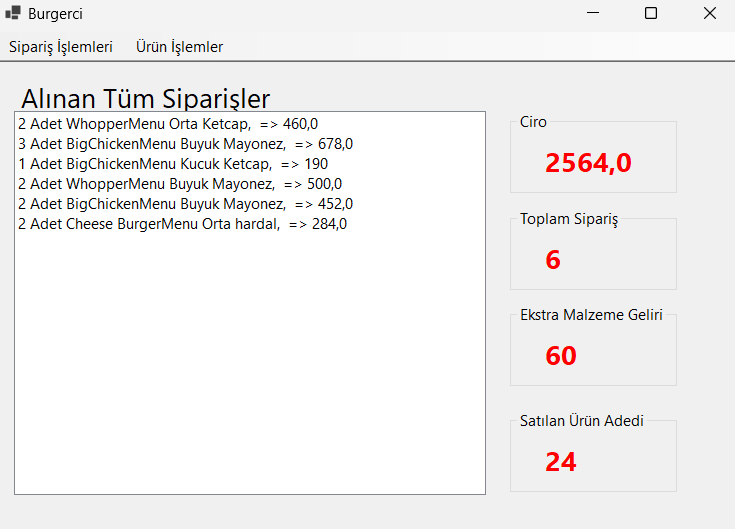 Burgerci
Sipariş İşlemleri Ürün İşlemler
Alınan Tüm Siparişler
2 Adet WhopperMenu Orta Ketcap,  => 460,0
3 Adet BigChickenMenu Buyuk Mayonez,  => 678,0
1 Adet BigChickenMenu Kucuk Ketcap,  => 190
2 Adet WhopperMenu Buyuk Mayonez,  => 500,0
2 Adet BigChickenMenu Buyuk Mayonez,  => 452,0
2 Adet Cheese BurgerMenu Orta hardal,  => 284,0
Ciro
2564,0
Toplam Sipariş
6
Ekstra Malzeme Geliri
60
Satılan Ürün Adedi
24